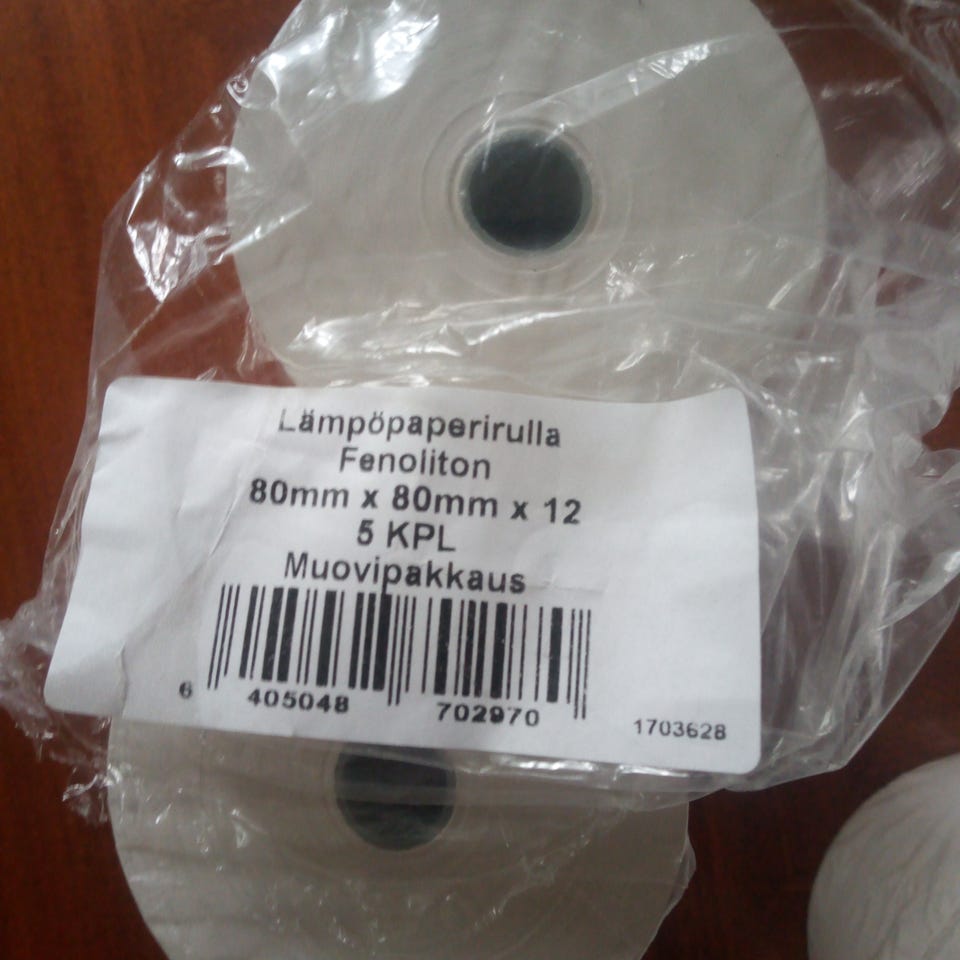 Lämpöpaperirulla
Fenoliton
80mm x 80mm x 12
5 KPL
Muovipakkaus
6 405048 702970
1703628